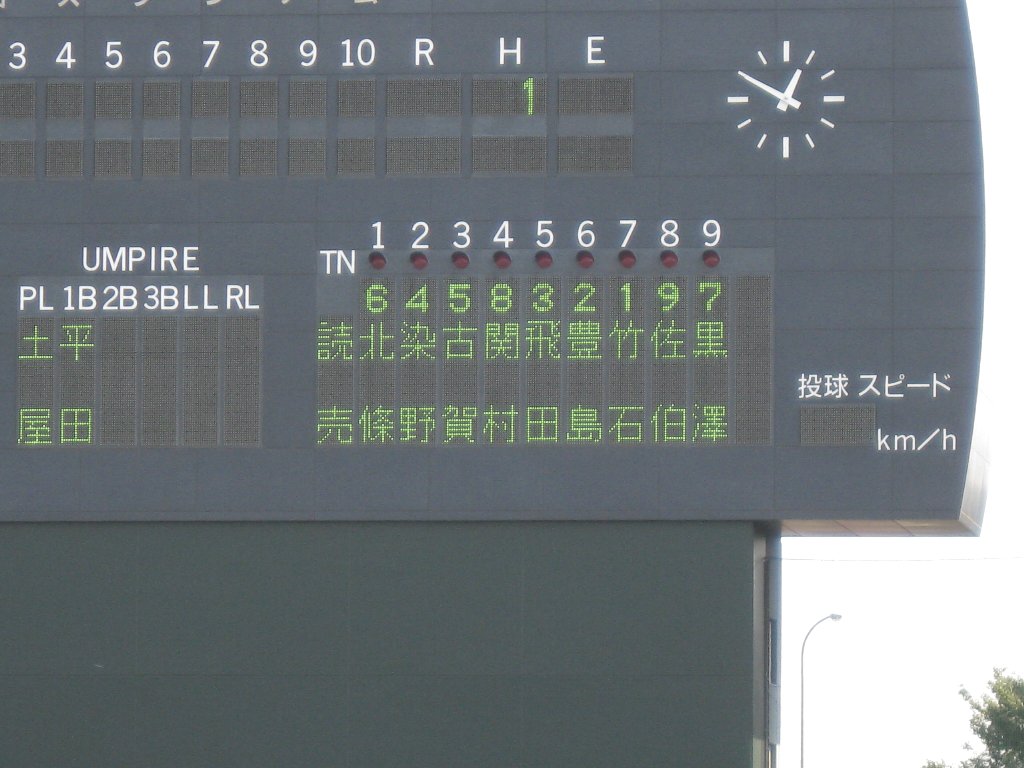 3 4 5 6 7 8 9 10 R H E
1
UMPIRE
PL 1B 2B 3B LL RL
土屋
平田
1 2 3 4 5 6 7 8 9
TN
6 4 5 8 3 2 1 9 7
読売
北條
染野
古賀
関村
飛田
豊島
竹石
佐伯
黒澤
投球 スピード
km/h